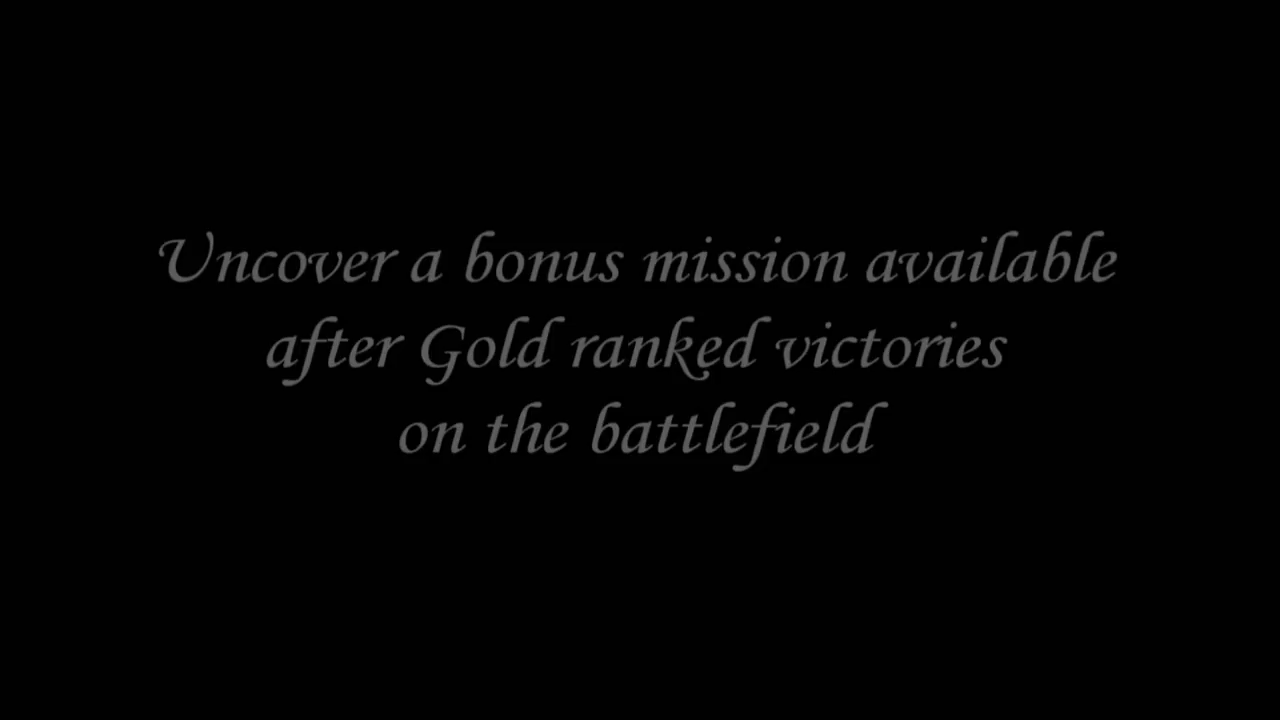 Uncover a bonus mission available
after Gold ranked victories
on the battlefield